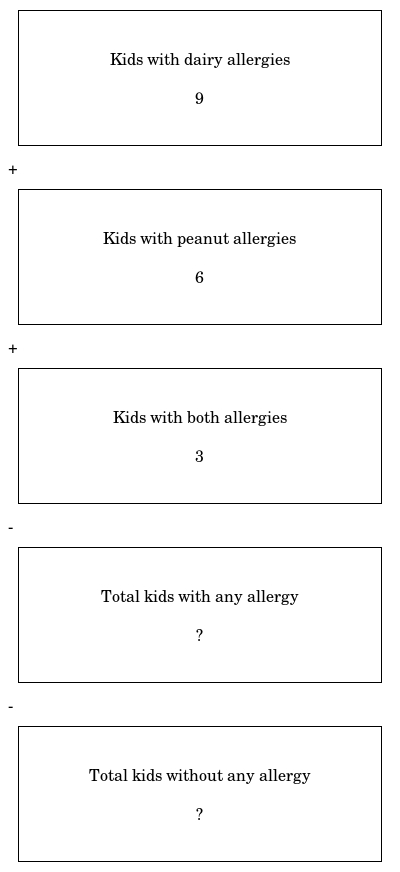 Kids with dairy allergies
9
+
Kids with peanut allergies
6
+
Kids with both allergies
3
-
Total kids with any allergy
?
-
Total kids without any allergy
?